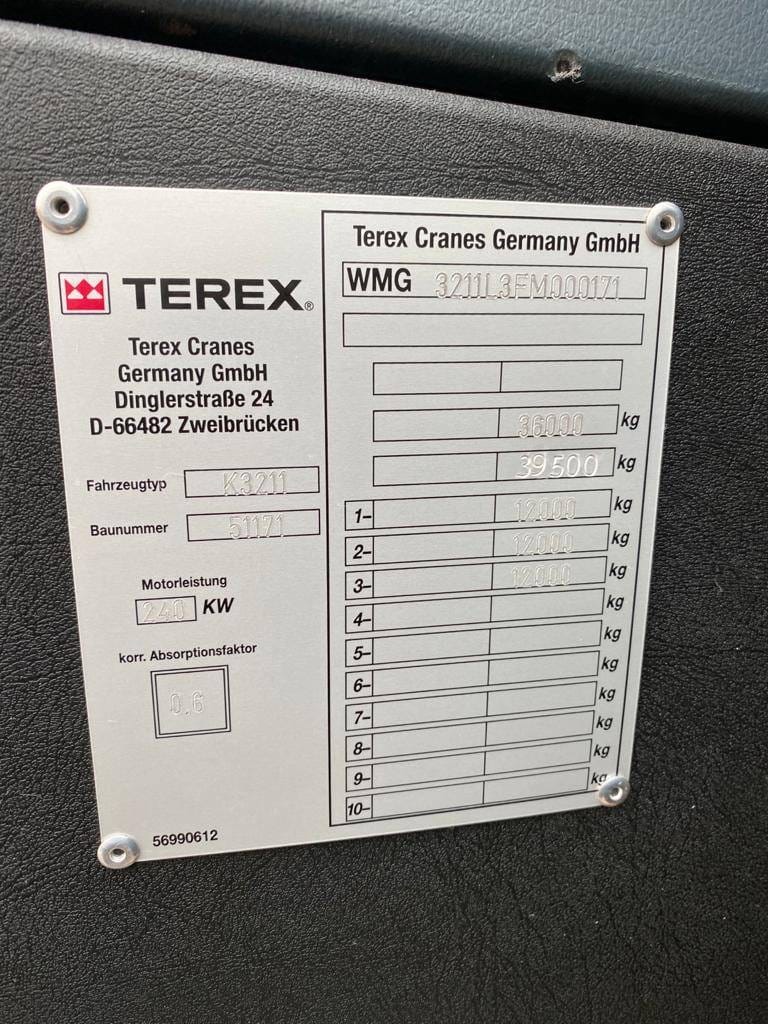 TEREX®
Terex Cranes
Germany GmbH
Dinglerstraße 24
D-66482 Zweibrücken
Fahrzeugtyp K3211
Baunummer 51171
Motorleistung
240 KW
korr. Absorptionsfaktor
0.6
56990612
Terex Cranes Germany GmbH
WMG 3211L3FM000171
36000 kg
39500 kg
1- 12000 kg
2- 12000 kg
3- 12000 kg
4- kg
5- kg
6- kg
7- kg
8- kg
9- kg
10- kg